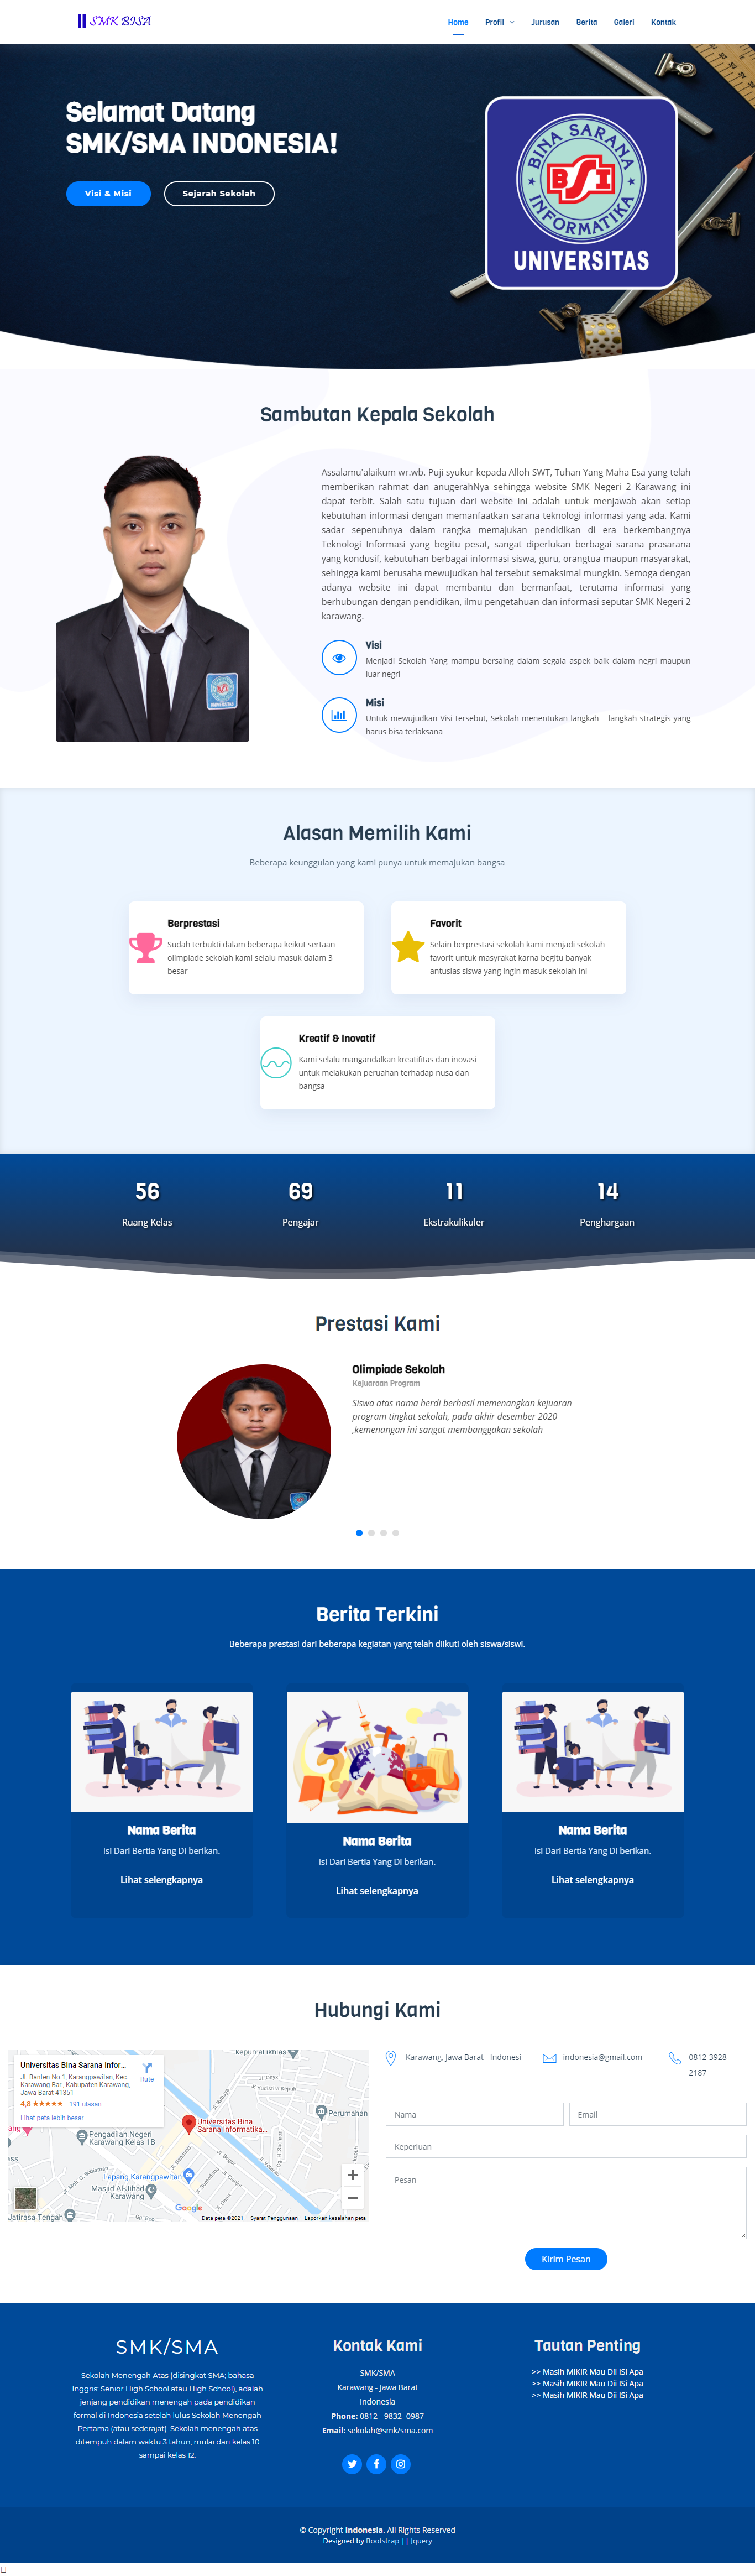 SMK BISA
Home
Profil
Jurusan
Berita
Galeri
Kontak
Selamat Datang
SMK/SMA INDONESIA!
Visi & Misi
Sejarah Sekolah
BINA SARANA
BSI
INFORMATIKA
UNIVERSITAS
Sambutan Kepala Sekolah
Assalamu'alaikum wr.wb. Puji syukur kepada Alloh SWT, Tuhan Yang Maha Esa yang telah
memberikan rahmat dan anugerahNya sehingga website SMK Negeri 2 Karawang ini
dapat terbit. Salah satu tujuan dari website ini adalah untuk menjawab akan setiap
kebutuhan informasi dengan memanfaatkan sarana teknologi informasi yang ada. Kami
sadar sepenuhnya dalam rangka memajukan pendidikan di era berkembangnya
Teknologi Informasi yang begitu pesat, sangat diperlukan berbagai sarana prasarana
yang kondusif, kebutuhan berbagai informasi siswa, guru, orangtua maupun masyarakat,
sehingga kami berusaha mewujudkan hal tersebut semaksimal mungkin. Semoga dengan
adanya website ini dapat membantu dan bermanfaat, terutama informasi yang
berhubungan dengan pendidikan, ilmu pengetahuan dan informasi seputar SMK Negeri 2
karawang.
Visi
Menjadi Sekolah Yang mampu bersaing dalam segala aspek baik dalam negri maupun
luar negri
Misi
Untuk mewujudkan Visi tersebut, Sekolah menentukan langkah – langkah strategis yang
harus bisa terlaksana
Alasan Memilih Kami
Beberapa keunggulan yang kami punya untuk memajukan bangsa
Berprestasi
Sudah terbukti dalam beberapa keikut sertaan
olimpiade sekolah kami selalu masuk dalam 3
besar
Favorit
Selain berprestasi sekolah kami menjadi sekolah
favorit untuk masyrakat karna begitu banyak
antusias siswa yang ingin masuk sekolah ini
Kreatif & Inovatif
Kami selalu mangandalkan kreatifitas dan inovasi
untuk melakukan peruahan terhadap nusa dan
bangsa
56
69
11
14
Ruang Kelas
Pengajar
Ekstrakulikuler
Penghargaan
Prestasi Kami
Olimpiade Sekolah
Kejuaraan Program
Siswa atas nama herdi berhasil memenangkan kejuaran
program tingkat sekolah, pada akhir desember 2020
,kemenangan ini sangat membanggakan sekolah
Berita Terkini
Beberapa prestasi dari beberapa kegiatan yang telah diikuti oleh siswa/siswi.
Nama Berita
Isi Dari Bertia Yang Di berikan.
Lihat selengkapnya
Nama Berita
Isi Dari Bertia Yang Di berikan.
Lihat selengkapnya
Nama Berita
Isi Dari Bertia Yang Di berikan.
Lihat selengkapnya
Hubungi Kami
Universitas Bina Sarana Infor...
Jl. Banten No.1, Karangpawitan, Kec.
Karawang Bar., Kabupaten Karawang,
Jawa Barat 41351
Rute
4,8 ★★★★★ 191 ulasan
Lihat peta lebih besar
kepuh al ikhlas
Pengadilan Negeri
Karawang Kelas 1B
Universitas Bina
Sarana Informatika...
Perumahan
Lapang Karangpawitan
Masjid Al-Jihad
Karawang
Jatirasa Tengah
Google
Data peta ©2021
Syarat Penggunaan
Laporkan kesalahan peta
Karawang, Jawa Barat - Indonesi
indonesia@gmail.com
0812-3928-
2187
Nama
Email
Keperluan
Pesan
Kirim Pesan
SMK/SMA
Sekolah Menengah Atas (disingkat SMA; bahasa
Inggris: Senior High School atau High School), adalah
jenjang pendidikan menengah pada pendidikan
formal di Indonesia setelah lulus Sekolah Menengah
Pertama (atau sederajat). Sekolah menengah atas
ditempuh dalam waktu 3 tahun, mulai dari kelas 10
sampai kelas 12.
Kontak Kami
SMK/SMA
Karawang - Jawa Barat
Indonesia
Phone: 0812 - 9832- 0987
Email: sekolah@smk/sma.com
Tautan Penting
>> Masih MIKIR Mau Dii ISi Apa
>> Masih MIKIR Mau Dii ISi Apa
>> Masih MIKIR Mau Dii ISi Apa
© Copyright Indonesia. All Rights Reserved
Designed by Bootstrap || Jquery